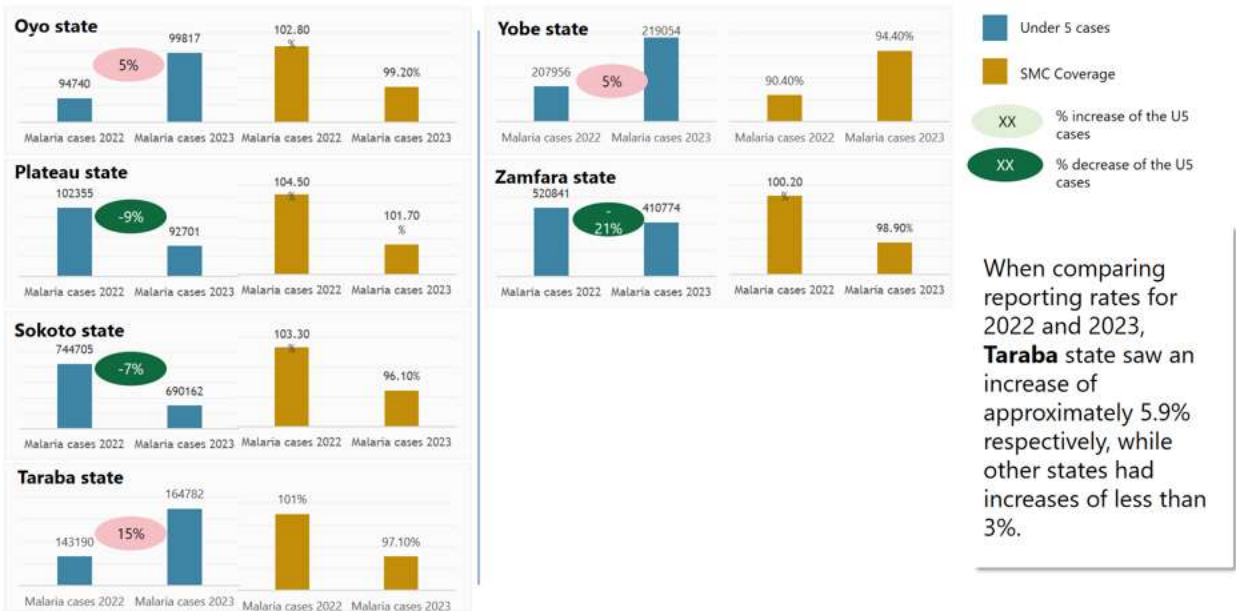 Oyo state
94740
5%
99817
102.80
%
99.20%
Malaria cases 2022 Malaria cases 2023 Malaria cases 2022 Malaria cases 2023
Plateau state
102355
-9%
92701
104.50
%
101.70
%
Malaria cases 2022 Malaria cases 2023 Malaria cases 2022 Malaria cases 2023
Sokoto state
744705
-7%
690162
103.30
%
96.10%
Malaria cases 2022 Malaria cases 2023 Malaria cases 2022 Malaria cases 2023
Taraba state
143190
15%
164782
101%
97.10%
Malaria cases 2022 Malaria cases 2023 Malaria cases 2022 Malaria cases 2023
Yobe state
207956
5%
219054
90.40%
94.40%
Malaria cases 2022 Malaria cases 2023 Malaria cases 2022 Malaria cases 2023
Zamfara state
520841
-
21%
410774
100.20
%
98.90%
Malaria cases 2022 Malaria cases 2023 Malaria cases 2022 Malaria cases 2023
Under 5 cases
SMC Coverage
XX
% increase of the U5
cases
XX
% decrease of the U5
cases
When comparing
reporting rates for
2022 and 2023,
Taraba state saw an
increase of
approximately 5.9%
respectively, while
other states had
increases of less than
3%.